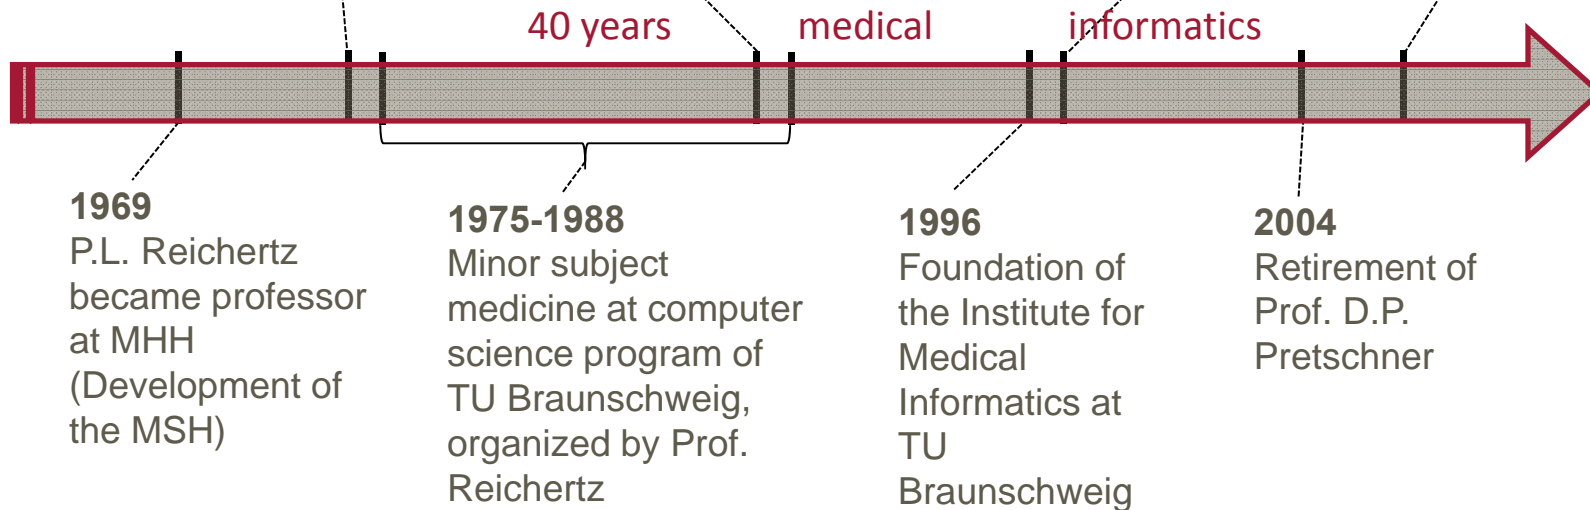 40 years medical informatics
1969
P.L. Reichertz
became professor
at MHH
(Development of
the MSH)
1975-1988
Minor subject
medicine at computer
science program of
TU Braunschweig,
organized by Prof.
Reichertz
1996
Foundation of
the Institute for
Medical
Informatics at
TU
Braunschweig
2004
Retirement of
Prof. D.P.
Pretschner